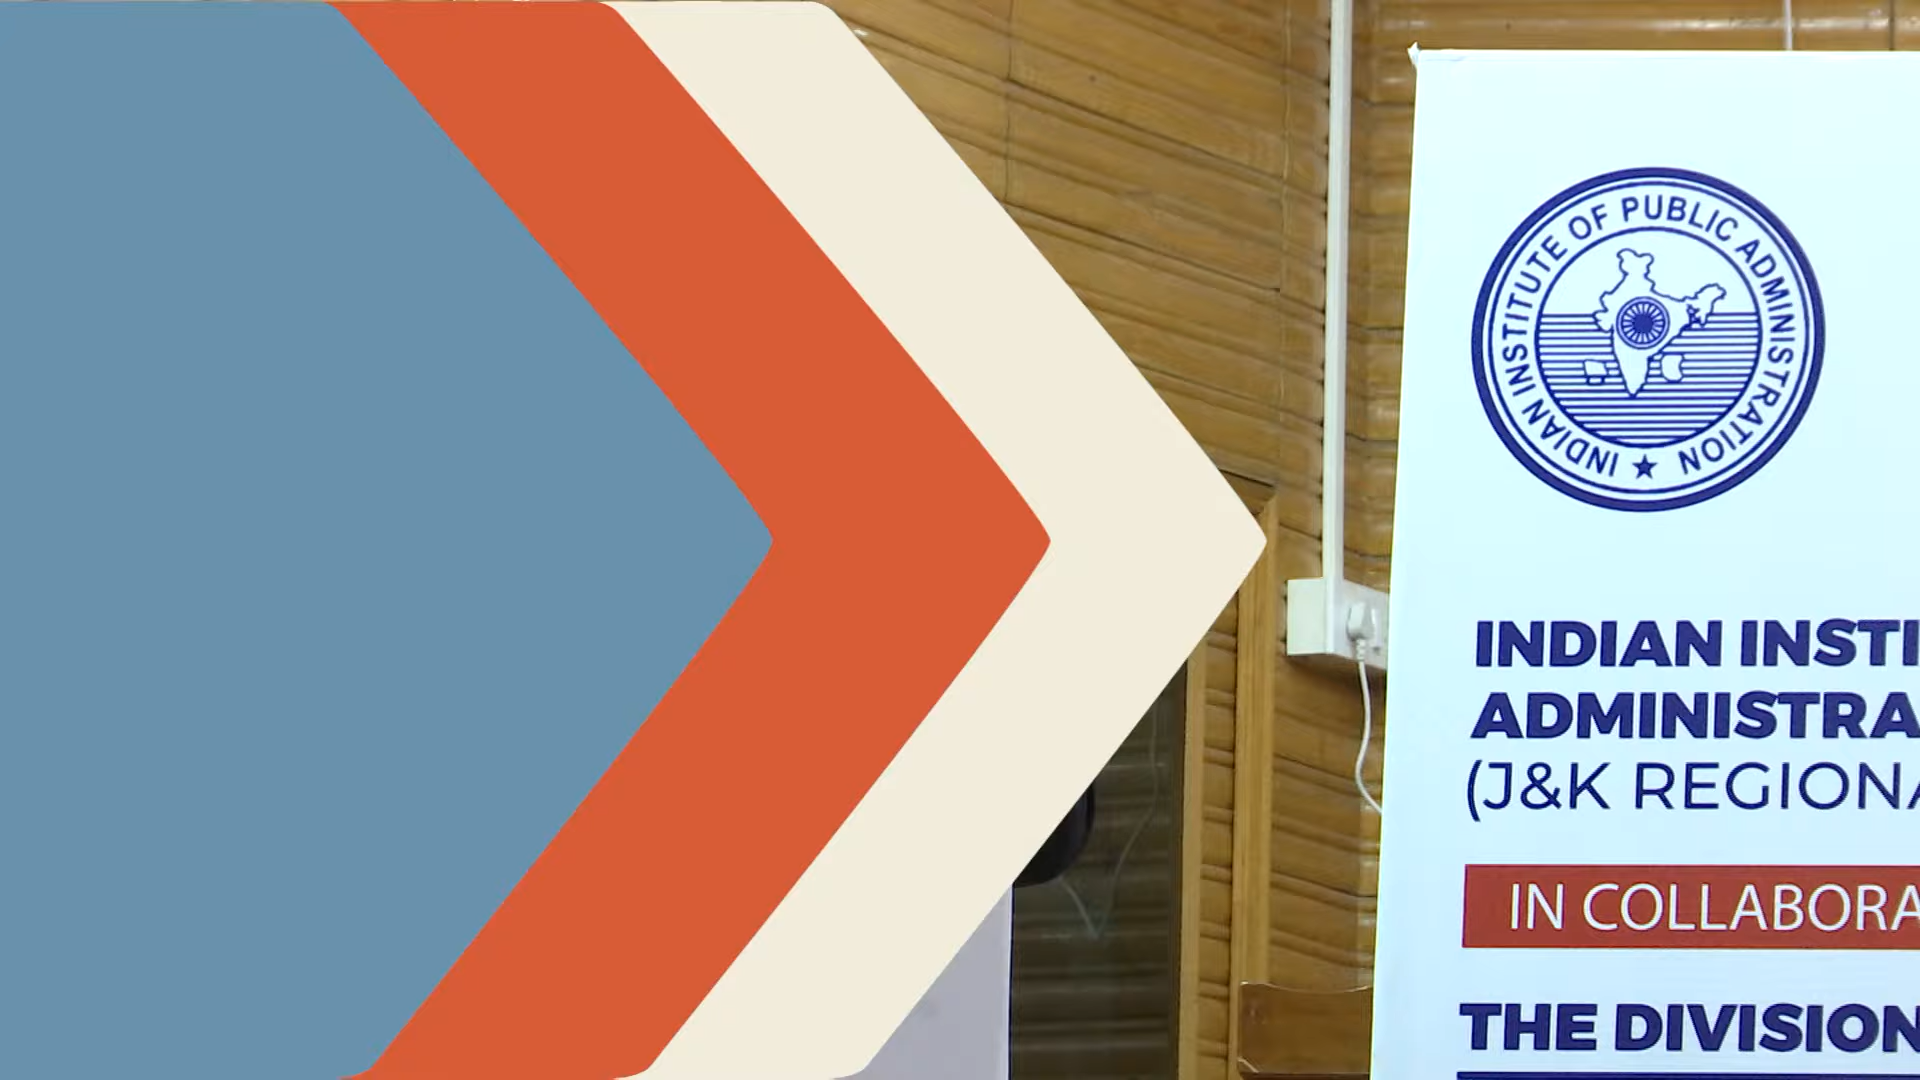 INDIAN INSTITUTE OF PUBLIC ADMINISTRATION ★
INDIAN INSTI
ADMINISTRA
(J&K REGIONA
IN COLLABORA
THE DIVISION